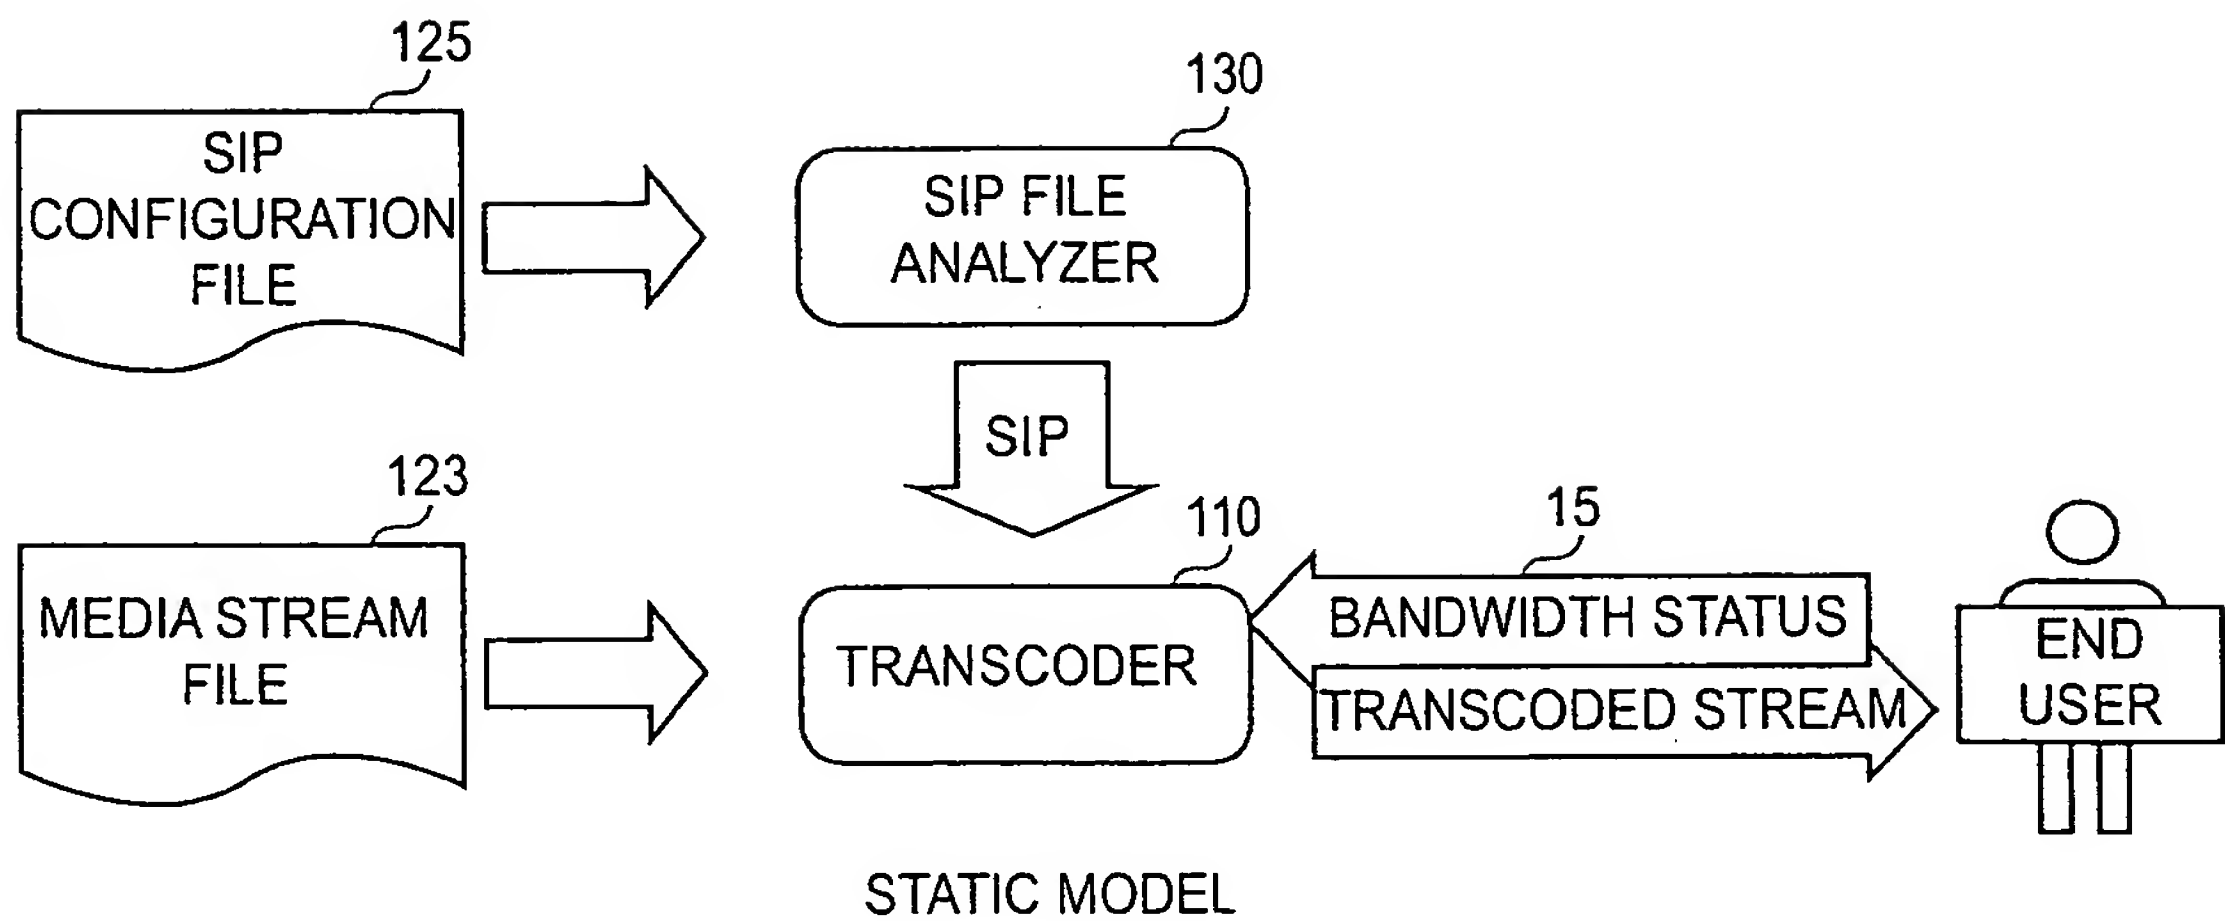 125
SIP
CONFIGURATION
FILE
130
SIP FILE
ANALYZER
SIP
123
MEDIA STREAM
FILE
110
TRANSCODER
15
BANDWIDTH STATUS
TRANSCODED STREAM
END
USER
STATIC MODEL